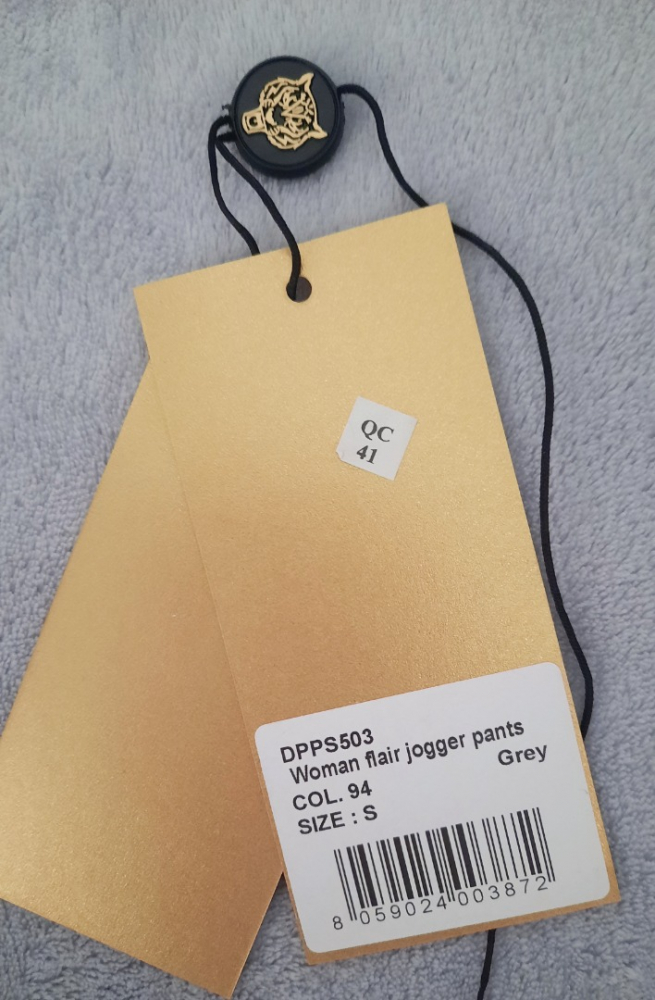 QC
41
DPPS503
Woman flair jogger pants
Grey
COL. 94
SIZE : S
8 059024 003872